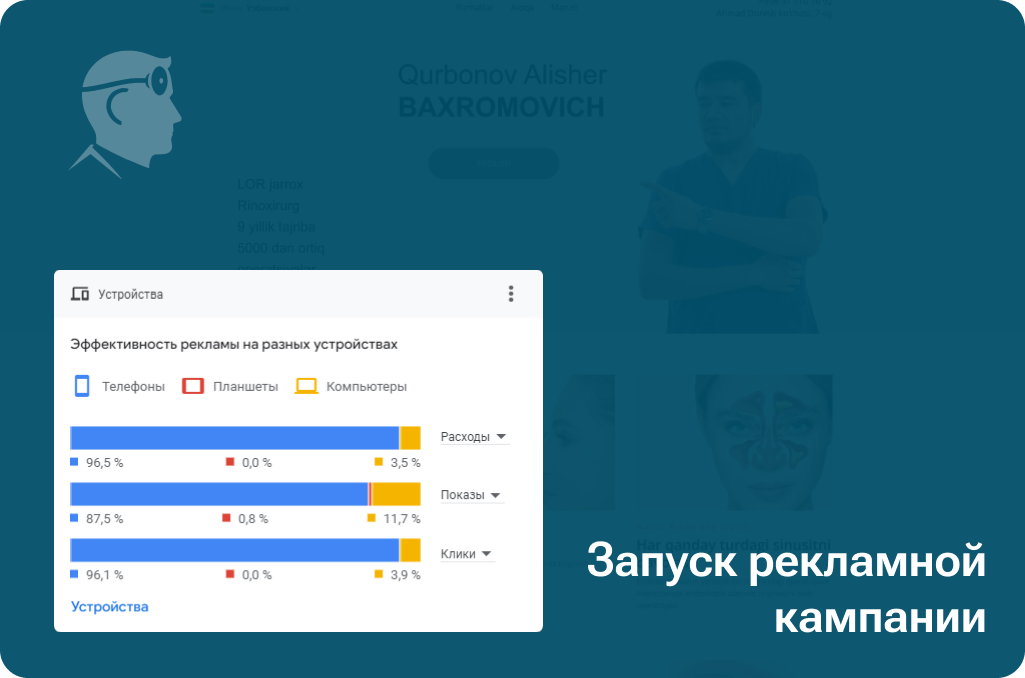 Qurbonov Alisher
BAXROMOVICH
LOR jarrox
Rinoxirurg
9 yillik tajriba
5000 dan ortiq
Устройства
Эффективность рекламы на разных устройствах
Телефоны Планшеты Компьютеры
Расходы
96,5 % 0,0 % 3,5 %
Показы
87,5 % 0,8 % 11,7 %
Клики
96,1 % 0,0 % 3,9 %
Устройства
Har qanday turdagi sinusitni
Запуск рекламной
кампании